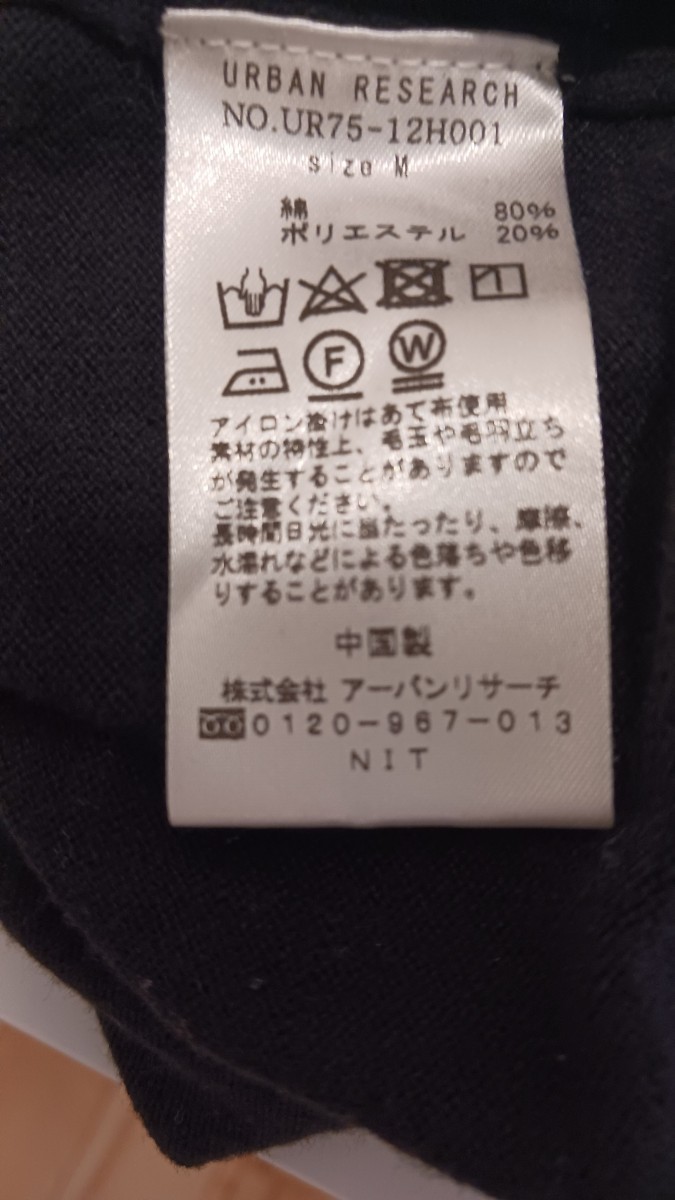 URBAN RESEARCH
NO.UR75-12H001
size M
綿 80%
ポリエステル 20%
F W
アイロン掛けはあて布使用
素材の特性上、毛玉や毛羽立ち
が発生することがありますので
ご注意ください。
長時間日光に当たったり、摩擦、
水濡れなどによる色落ちや色移
りすることがあります。
中国製
株式会社 アーバンリサーチ
0120-967-013
NIT